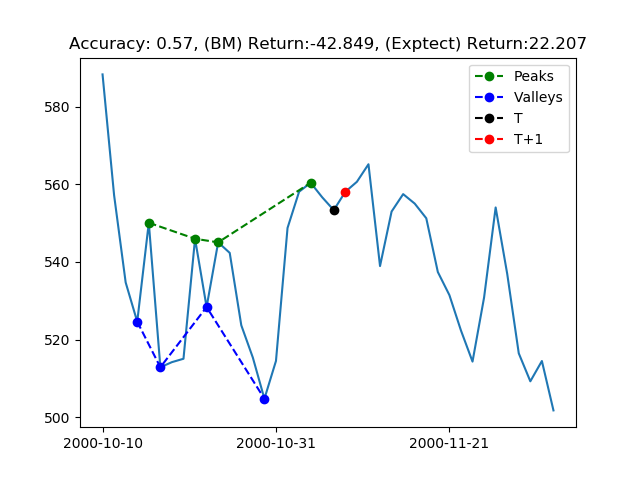 Accuracy: 0.57, (BM) Return:-42.849, (Exptect) Return:22.207
Peaks
Valleys
T
T+1
580
560
540
520
500
2000-10-10
2000-10-31
2000-11-21